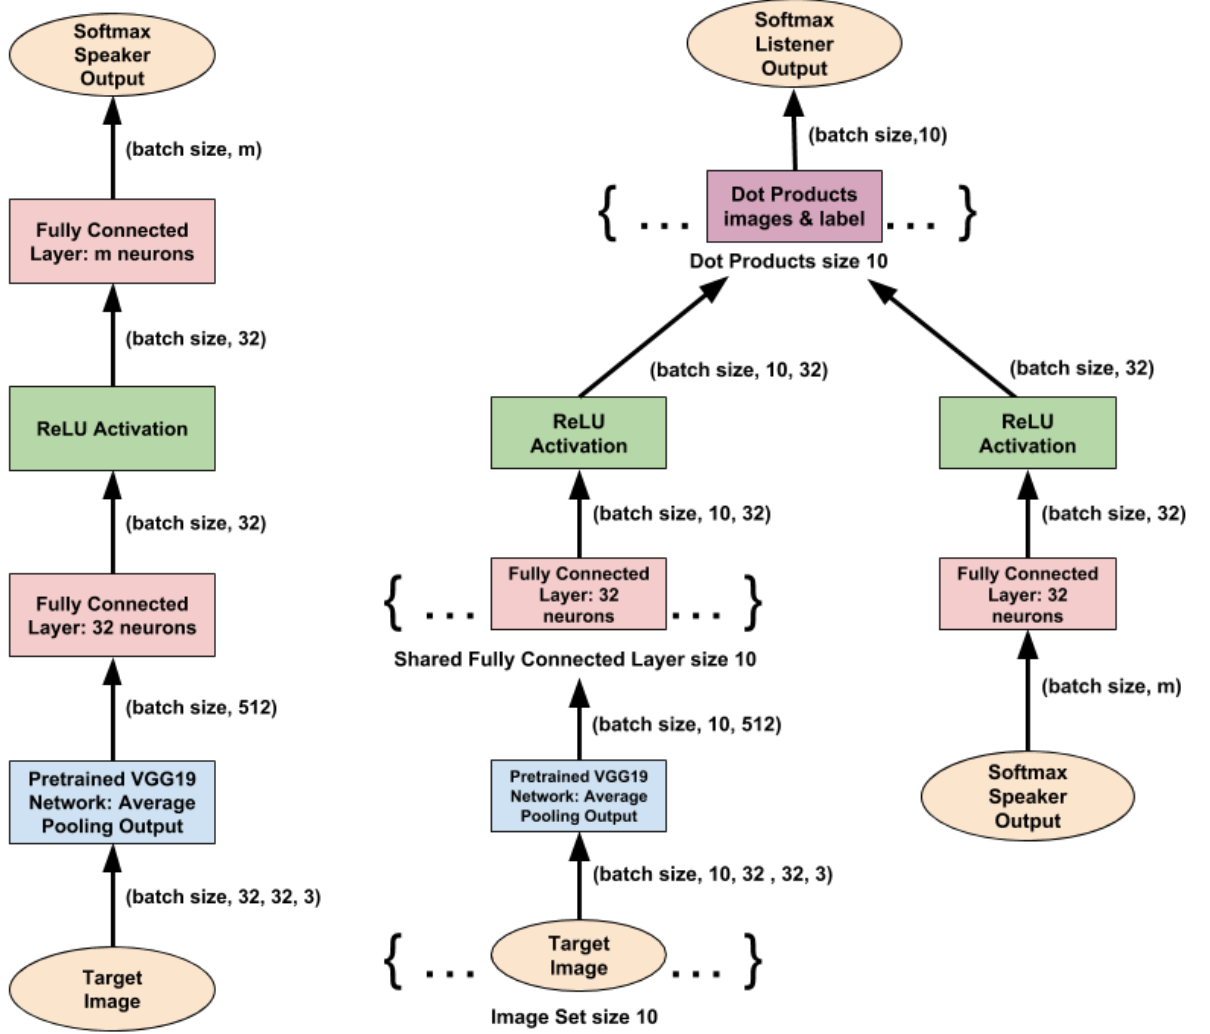 Softmax
Speaker
Output
(batch size, m)
Fully Connected
Layer: m neurons
(batch size, 32)
ReLU Activation
(batch size, 32)
Fully Connected
Layer: 32 neurons
(batch size, 512)
Pretrained VGG19
Network: Average
Pooling Output
(batch size, 32, 32, 3)
Target
Image
Softmax
Listener
Output
(batch size,10)
{ ... Dot Products
images & label ... }
Dot Products size 10
(batch size, 10, 32)
ReLU
Activation
(batch size, 10, 32)
{ ... Fully Connected
Layer: 32
neurons ... }
Shared Fully Connected Layer size 10
(batch size, 10, 512)
Pretrained VGG19
Network: Average
Pooling Output
(batch size, 10, 32 , 32, 3)
{ ... Target
Image ... }
Image Set size 10
(batch size, 32)
ReLU
Activation
(batch size, 32)
Fully Connected
Layer: 32
neurons
(batch size, m)
Softmax
Speaker
Output